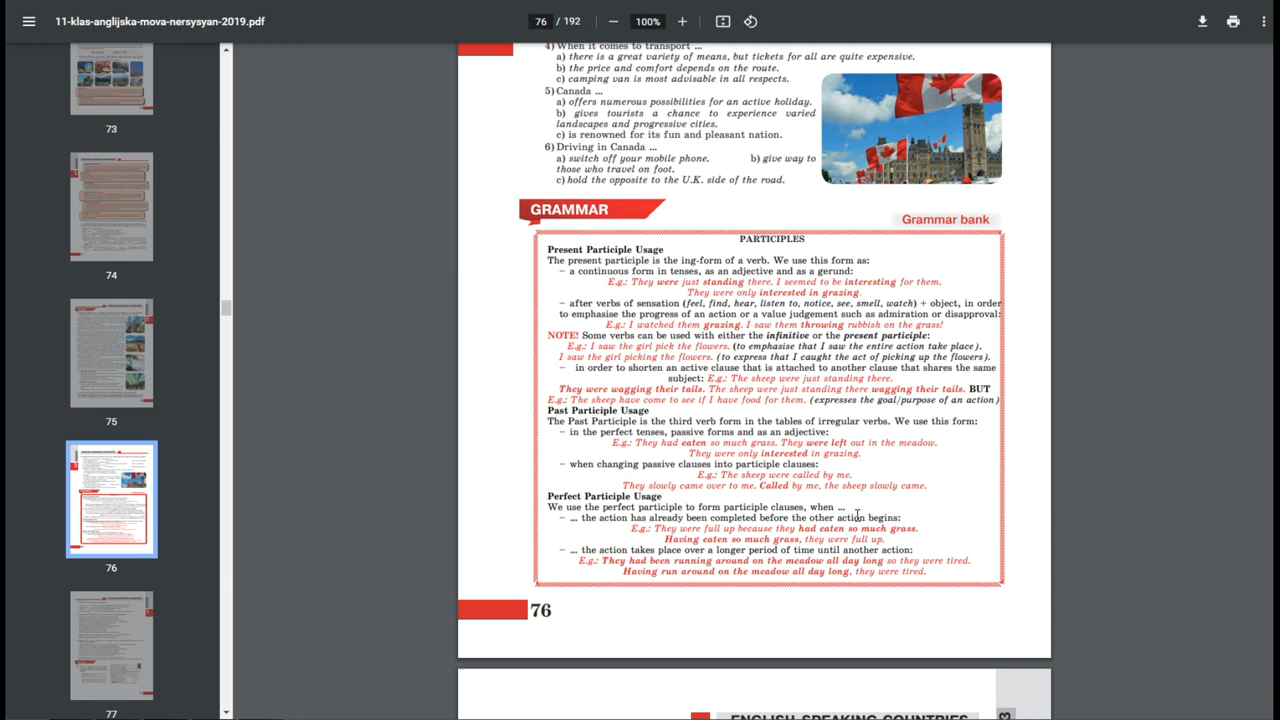 11-klas-anglijska-mova-nersysyan-2019.pdf
76 / 192
100%
73
74
75
76
77
4) When it comes to transport ...
a) there is a great variety of means, but tickets for all are quite expensive.
b) the price and comfort depends on the route.
c) camping van is most advisable in all respects.
5) Canada ...
a) offers numerous possibilities for an active holiday.
b) gives tourists a chance to experience varied
landscapes and progressive cities.
c) is renowned for its fun and pleasant nation.
6) Driving in Canada ...
a) switch off your mobile phone. b) give way to
those who travel on foot.
c) hold the opposite to the U.K. side of the road.
GRAMMAR
Grammar bank
PARTICIPLES
Present Participle Usage
The present participle is the ing-form of a verb. We use this form as:
– a continuous form in tenses, as an adjective and as a gerund:
E.g.: They were just standing there. I seemed to be interesting for them.
They were only interested in grazing.
– after verbs of sensation (feel, find, hear, listen to, notice, see, smell, watch) + object, in order
to emphasise the progress of an action or a value judgement such as admiration or disapproval:
E.g.: I watched them grazing. I saw them throwing rubbish on the grass!
NOTE! Some verbs can be used with either the infinitive or the present participle:
E.g.: I saw the girl pick the flowers. (to emphasise that I saw the entire action take place).
I saw the girl picking the flowers. (to express that I caught the act of picking up the flowers).
– in order to shorten an active clause that is attached to another clause that shares the same
subject: E.g.: The sheep were just standing there.
They were wagging their tails. The sheep were just standing there wagging their tails. BUT
E.g.: The sheep have come to see if I have food for them. (expresses the goal/purpose of an action)
Past Participle Usage
The Past Participle is the third verb form in the tables of irregular verbs. We use this form:
– in the perfect tenses, passive forms and as an adjective:
E.g.: They had eaten so much grass. They were left out in the meadow.
They were only interested in grazing.
– when changing passive clauses into participle clauses:
E.g.: The sheep were called by me.
They slowly came over to me. Called by me, the sheep slowly came.
Perfect Participle Usage
We use the perfect participle to form participle clauses, when ...
– ... the action has already been completed before the other action begins:
E.g.: They were full up because they had eaten so much grass.
Having eaten so much grass, they were full up.
– ... the action takes place over a longer period of time until another action:
E.g.: They had been running around on the meadow all day long so they were tired.
Having run around on the meadow all day long, they were tired.
76
ENGLISH-SPEAKING COUNTRIES
3